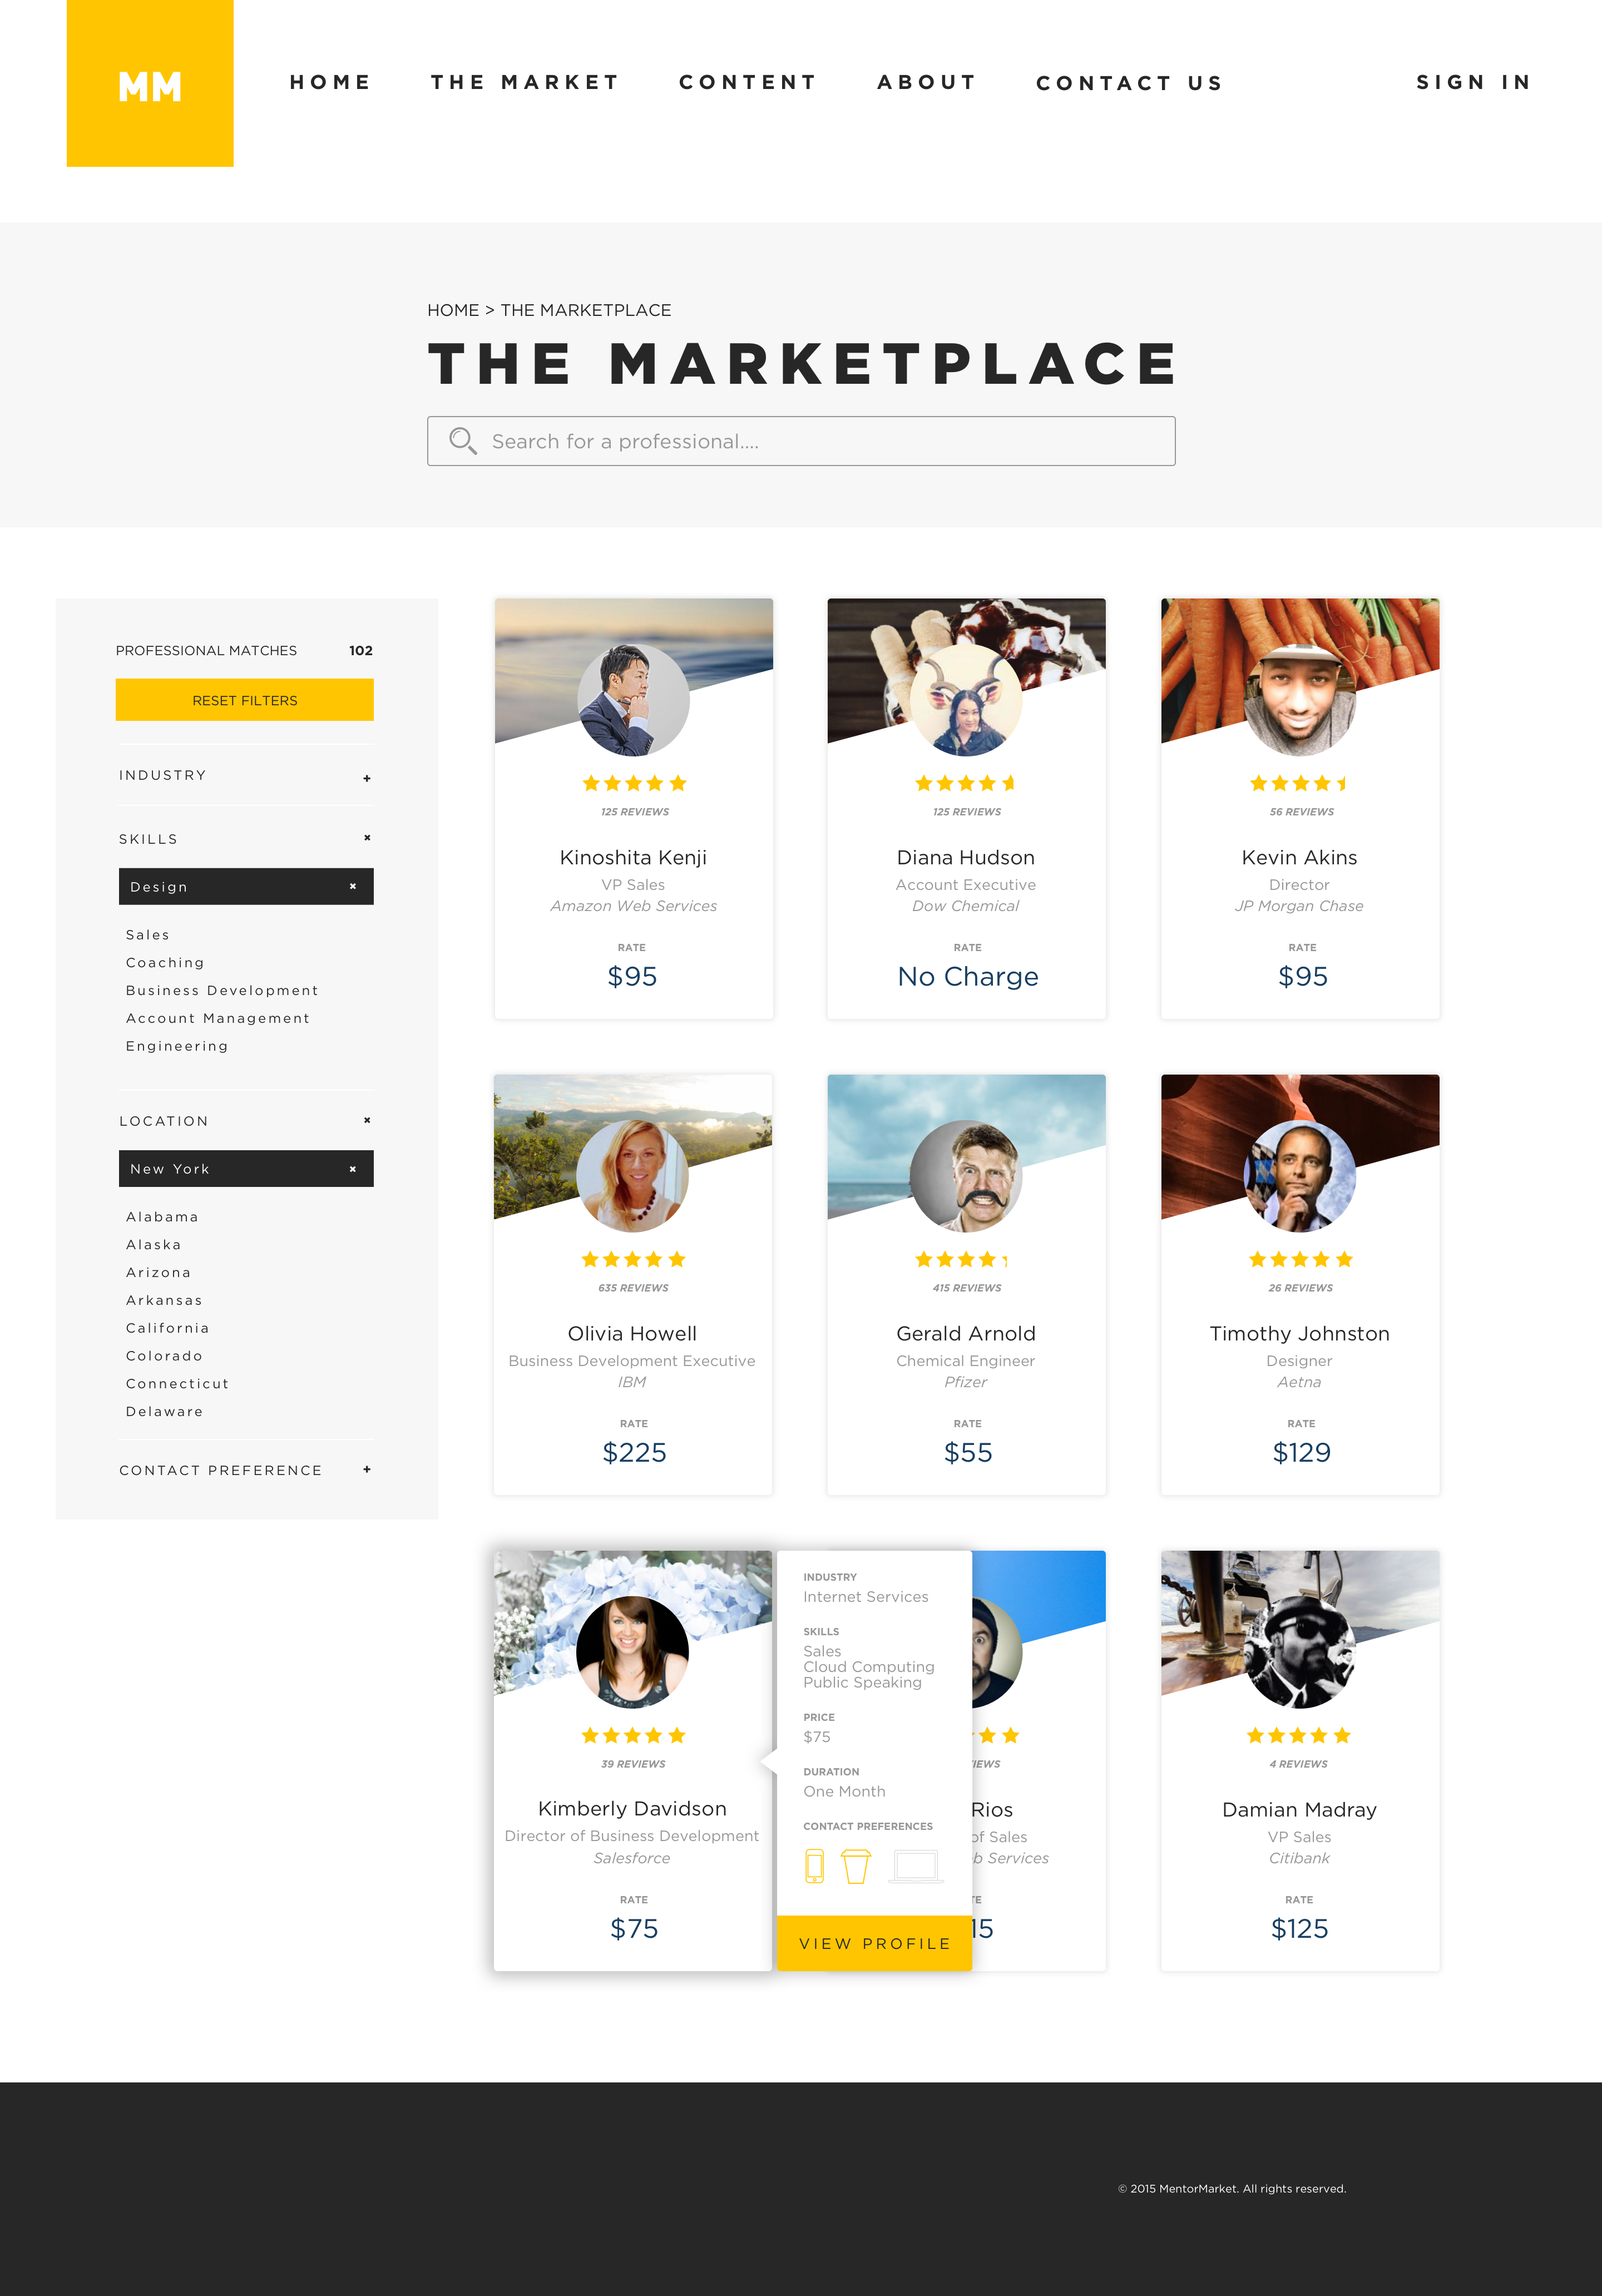 MM
HOME
THE MARKET
CONTENT
ABOUT
CONTACT US
SIGN IN
HOME > THE MARKETPLACE
THE MARKETPLACE
Search for a professional....
PROFESSIONAL MATCHES 102
RESET FILTERS
INDUSTRY +
SKILLS ×
Design ×
Sales
Coaching
Business Development
Account Management
Engineering
LOCATION ×
New York ×
Alabama
Alaska
Arizona
Arkansas
California
Colorado
Connecticut
Delaware
CONTACT PREFERENCE +
125 REVIEWS
Kinoshita Kenji
VP Sales
Amazon Web Services
RATE
$95
125 REVIEWS
Diana Hudson
Account Executive
Dow Chemical
RATE
No Charge
56 REVIEWS
Kevin Akins
Director
JP Morgan Chase
RATE
$95
635 REVIEWS
Olivia Howell
Business Development Executive
IBM
RATE
$225
415 REVIEWS
Gerald Arnold
Chemical Engineer
Pfizer
RATE
$55
26 REVIEWS
Timothy Johnston
Designer
Aetna
RATE
$129
39 REVIEWS
Kimberly Davidson
Director of Business Development
Salesforce
RATE
$75
INDUSTRY
Internet Services
SKILLS
Sales
Cloud Computing
Public Speaking
PRICE
$75
DURATION
One Month
CONTACT PREFERENCES
VIEW PROFILE
Rios
of Sales
Services
4 REVIEWS
Damian Madray
VP Sales
Citibank
RATE
$125
© 2015 MentorMarket. All rights reserved.